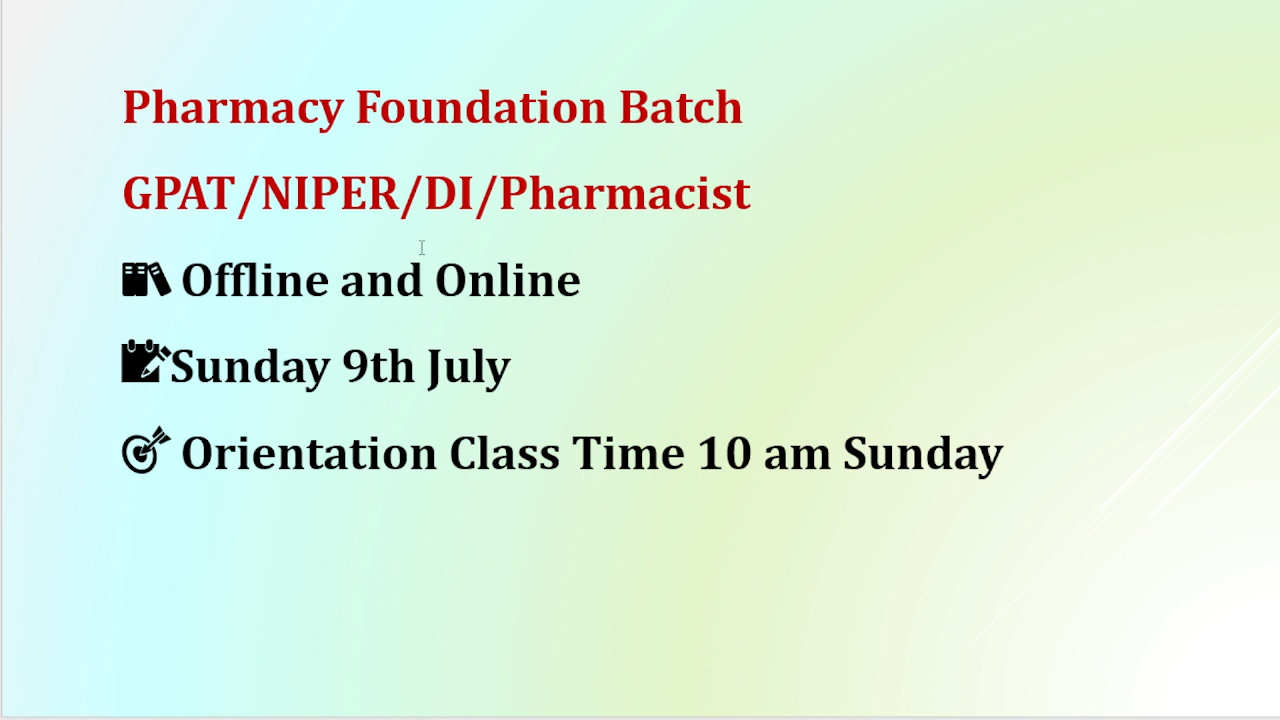 Pharmacy Foundation Batch
GPAT/NIPER/DI/Pharmacist
Offline and Online
Sunday 9th July
Orientation Class Time 10 am Sunday